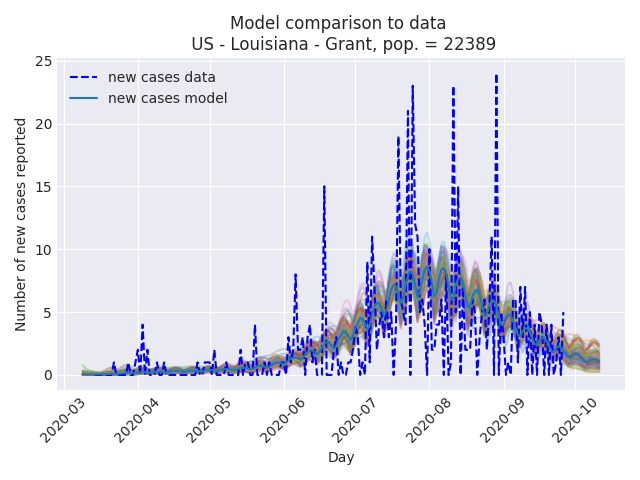 Model comparison to data
US - Louisiana - Grant, pop. = 22389
new cases data
new cases model
Number of new cases reported
25
20
15
10
5
0
2020-03
2020-04
2020-05
2020-06
2020-07
2020-08
2020-09
2020-10
Day